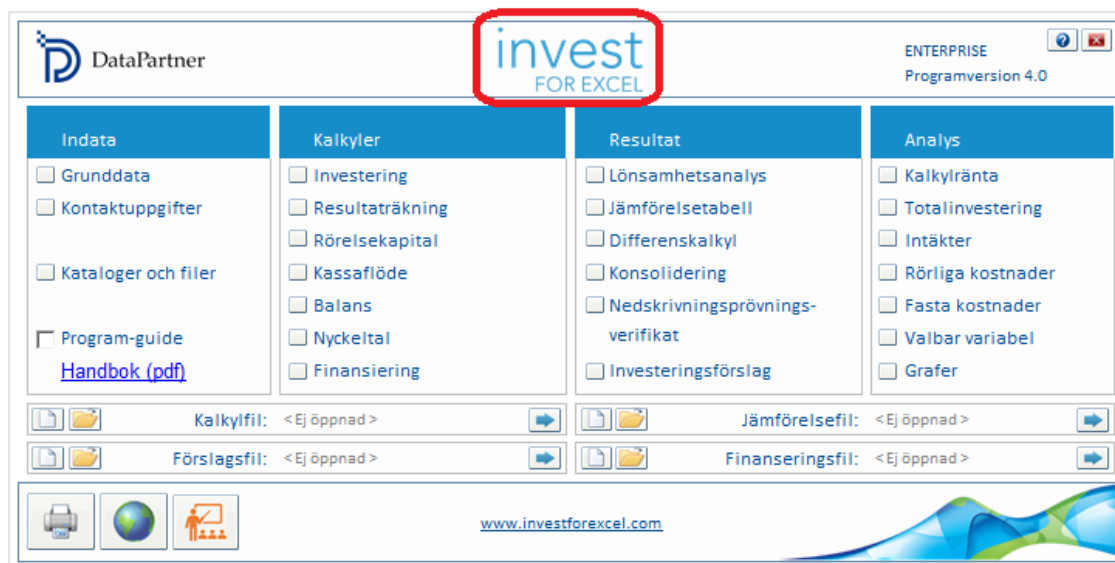 DataPartner
invest
FOR EXCEL
ENTERPRISE
Programversion 4.0
Indata
Grunddata
Kontaktuppgifter
Kataloger och filer
Program-guide
Handbok (pdf)
Kalkyler
Investering
Resultaträkning
Rörelsekapital
Kassaflöde
Balans
Nyckeltal
Finansiering
Resultat
Lönsamhetsanalys
Jämförelsetabell
Differenskalkyl
Konsolidering
Nedskrivningsprövnings-
verifikat
Investeringsförslag
Analys
Kalkylränta
Totalinvestering
Intäkter
Rörliga kostnader
Fasta kostnader
Valbar variabel
Grafer
Kalkylfil: <Ej öppnad>
Jämförelsefil: <Ej öppnad>
Förslagsfil: <Ej öppnad>
Finanseringsfil: <Ej öppnad>
www.investforexcel.com